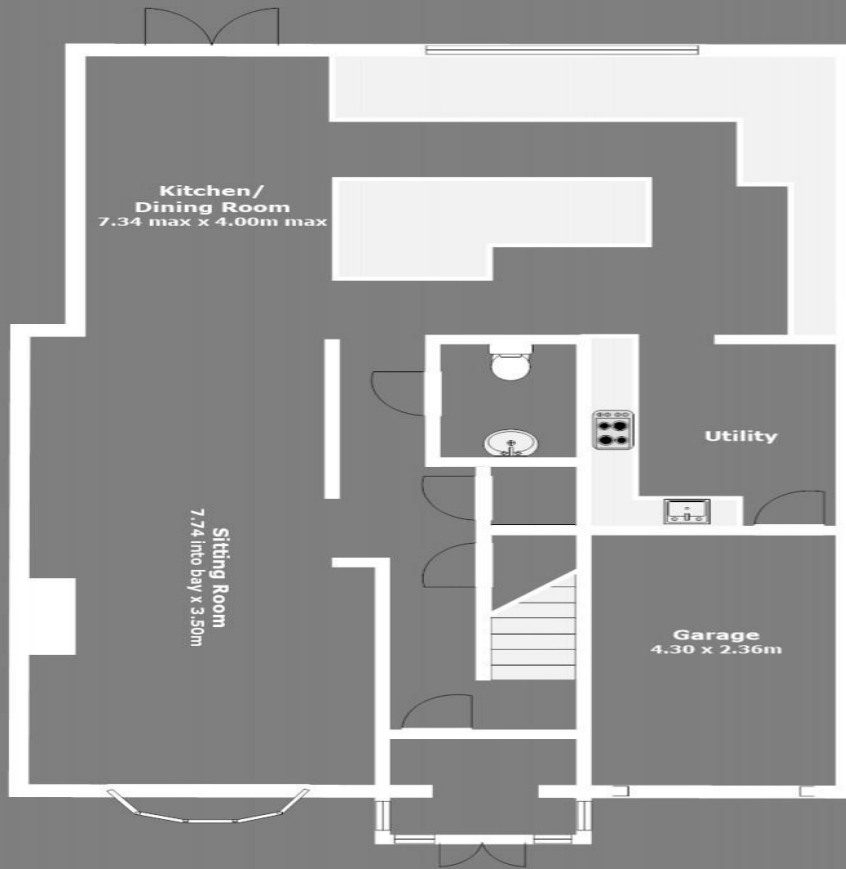 Kitchen/
Dining Room
7.34 max x 4.00m max
Utility
Sitting Room
7.74 into bay x 3.50m
Garage
4.30 x 2.36m